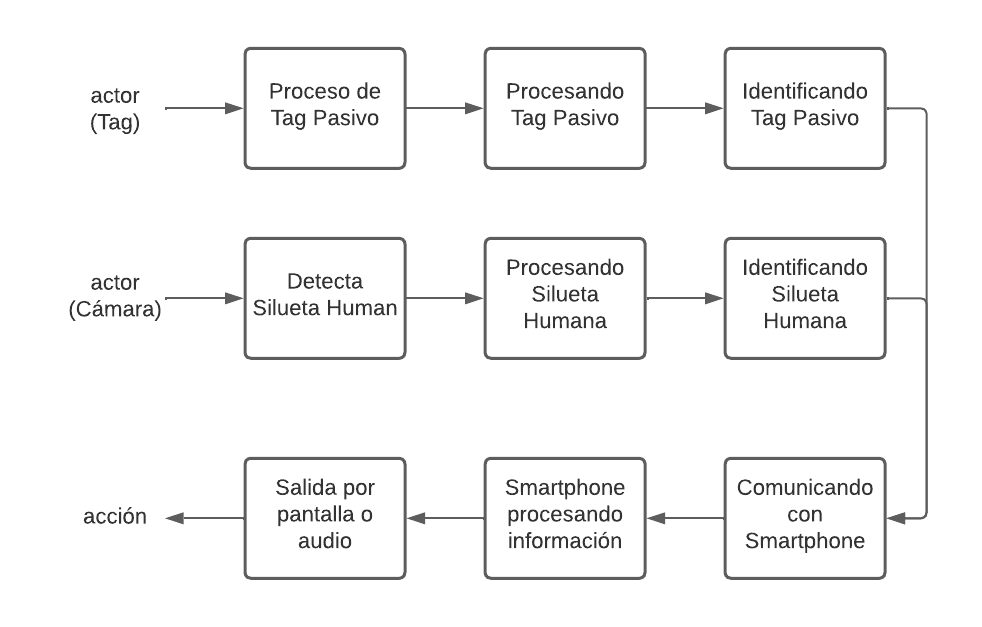 actor
(Tag)
Proceso de
Tag Pasivo
Procesando
Tag Pasivo
Identificando
Tag Pasivo
actor
(Cámara)
Detecta
Silueta Human
Procesando
Silueta
Humana
Identificando
Silueta
Humana
acción
Salida por
pantalla o
audio
Smartphone
procesando
información
Comunicando
con
Smartphone